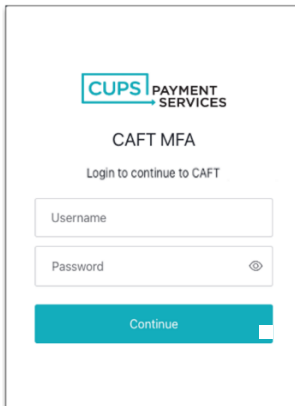 CUPS PAYMENT
SERVICES
CAFT MFA
Login to continue to CAFT
Username
Password
Continue